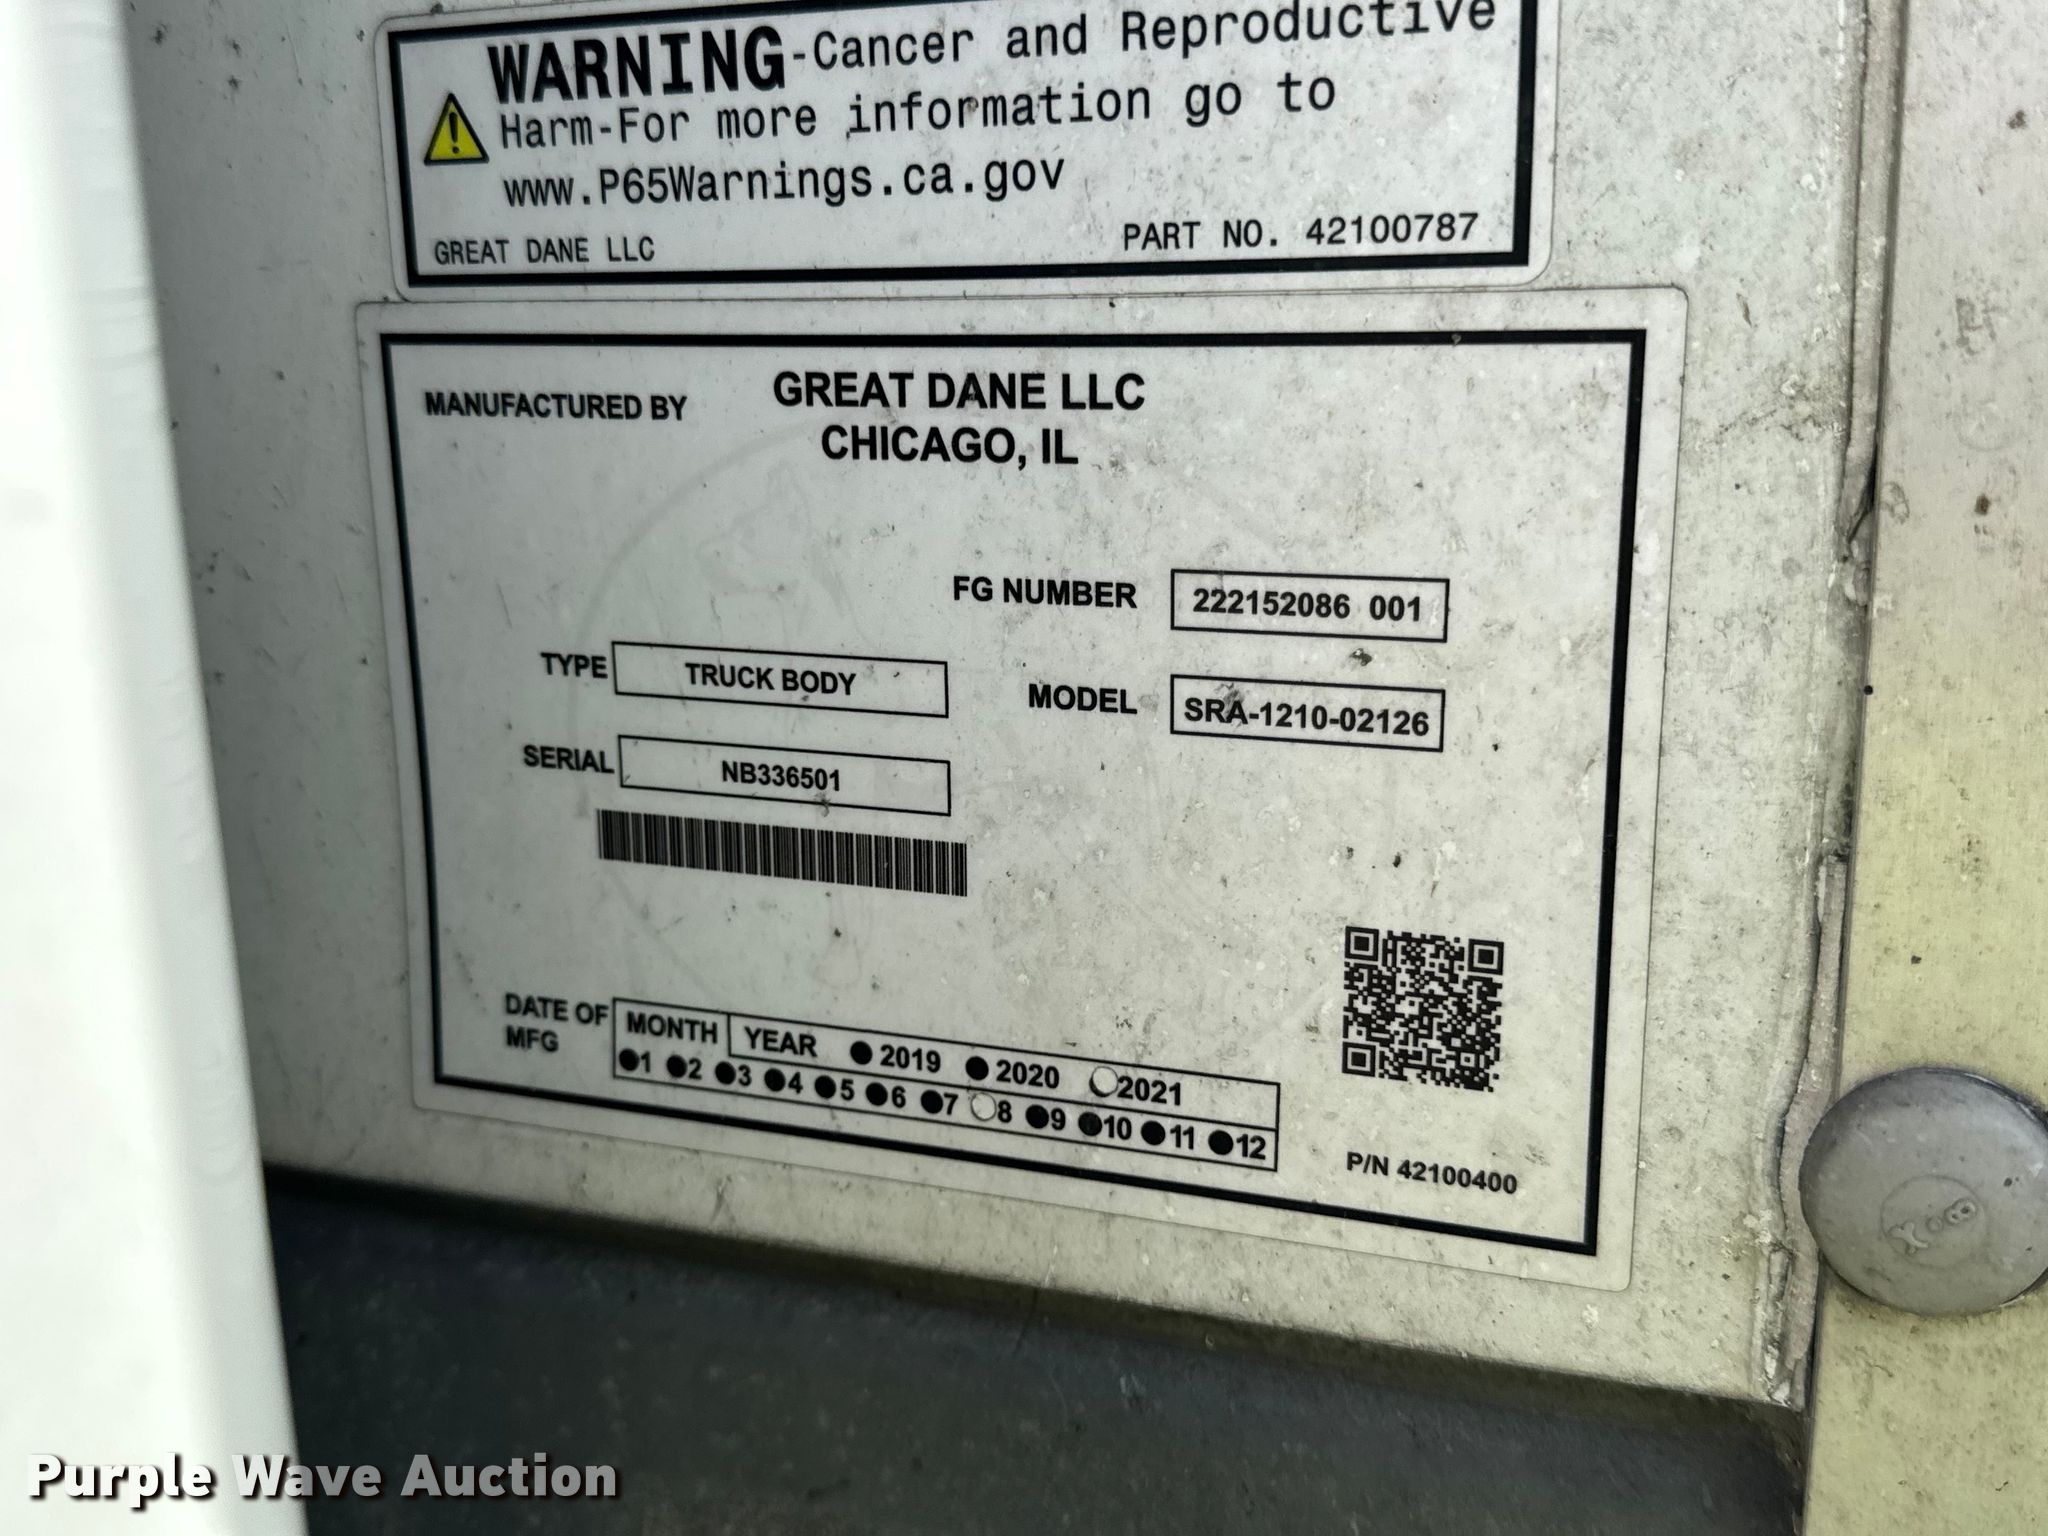 WARNING-Cancer and Reproductive
Harm-For more information go to
www.P65Warnings.ca.gov
GREAT DANE LLC PART NO. 42100787
MANUFACTURED BY GREAT DANE LLC
CHICAGO, IL
FG NUMBER 222152086 001
TYPE TRUCK BODY MODEL SRA-1210-02126
SERIAL NB336501
DATE OF MFG MONTH YEAR 2019 2020 2021
1 2 3 4 5 6 7 8 9 10 11 12
P/N 42100400
X 8
Purple Wave Auction